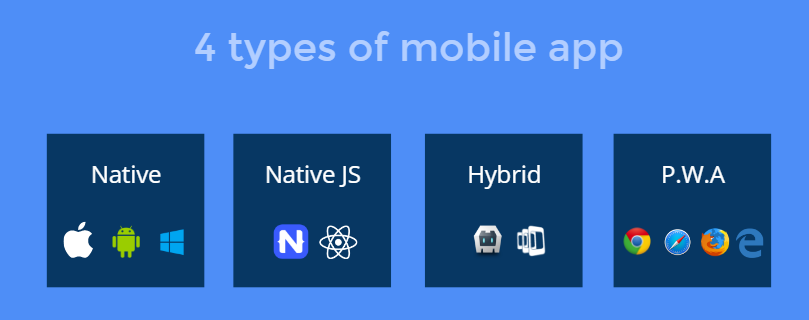 4 types of mobile app
Native
Native JS
Hybrid
P.W.A
N